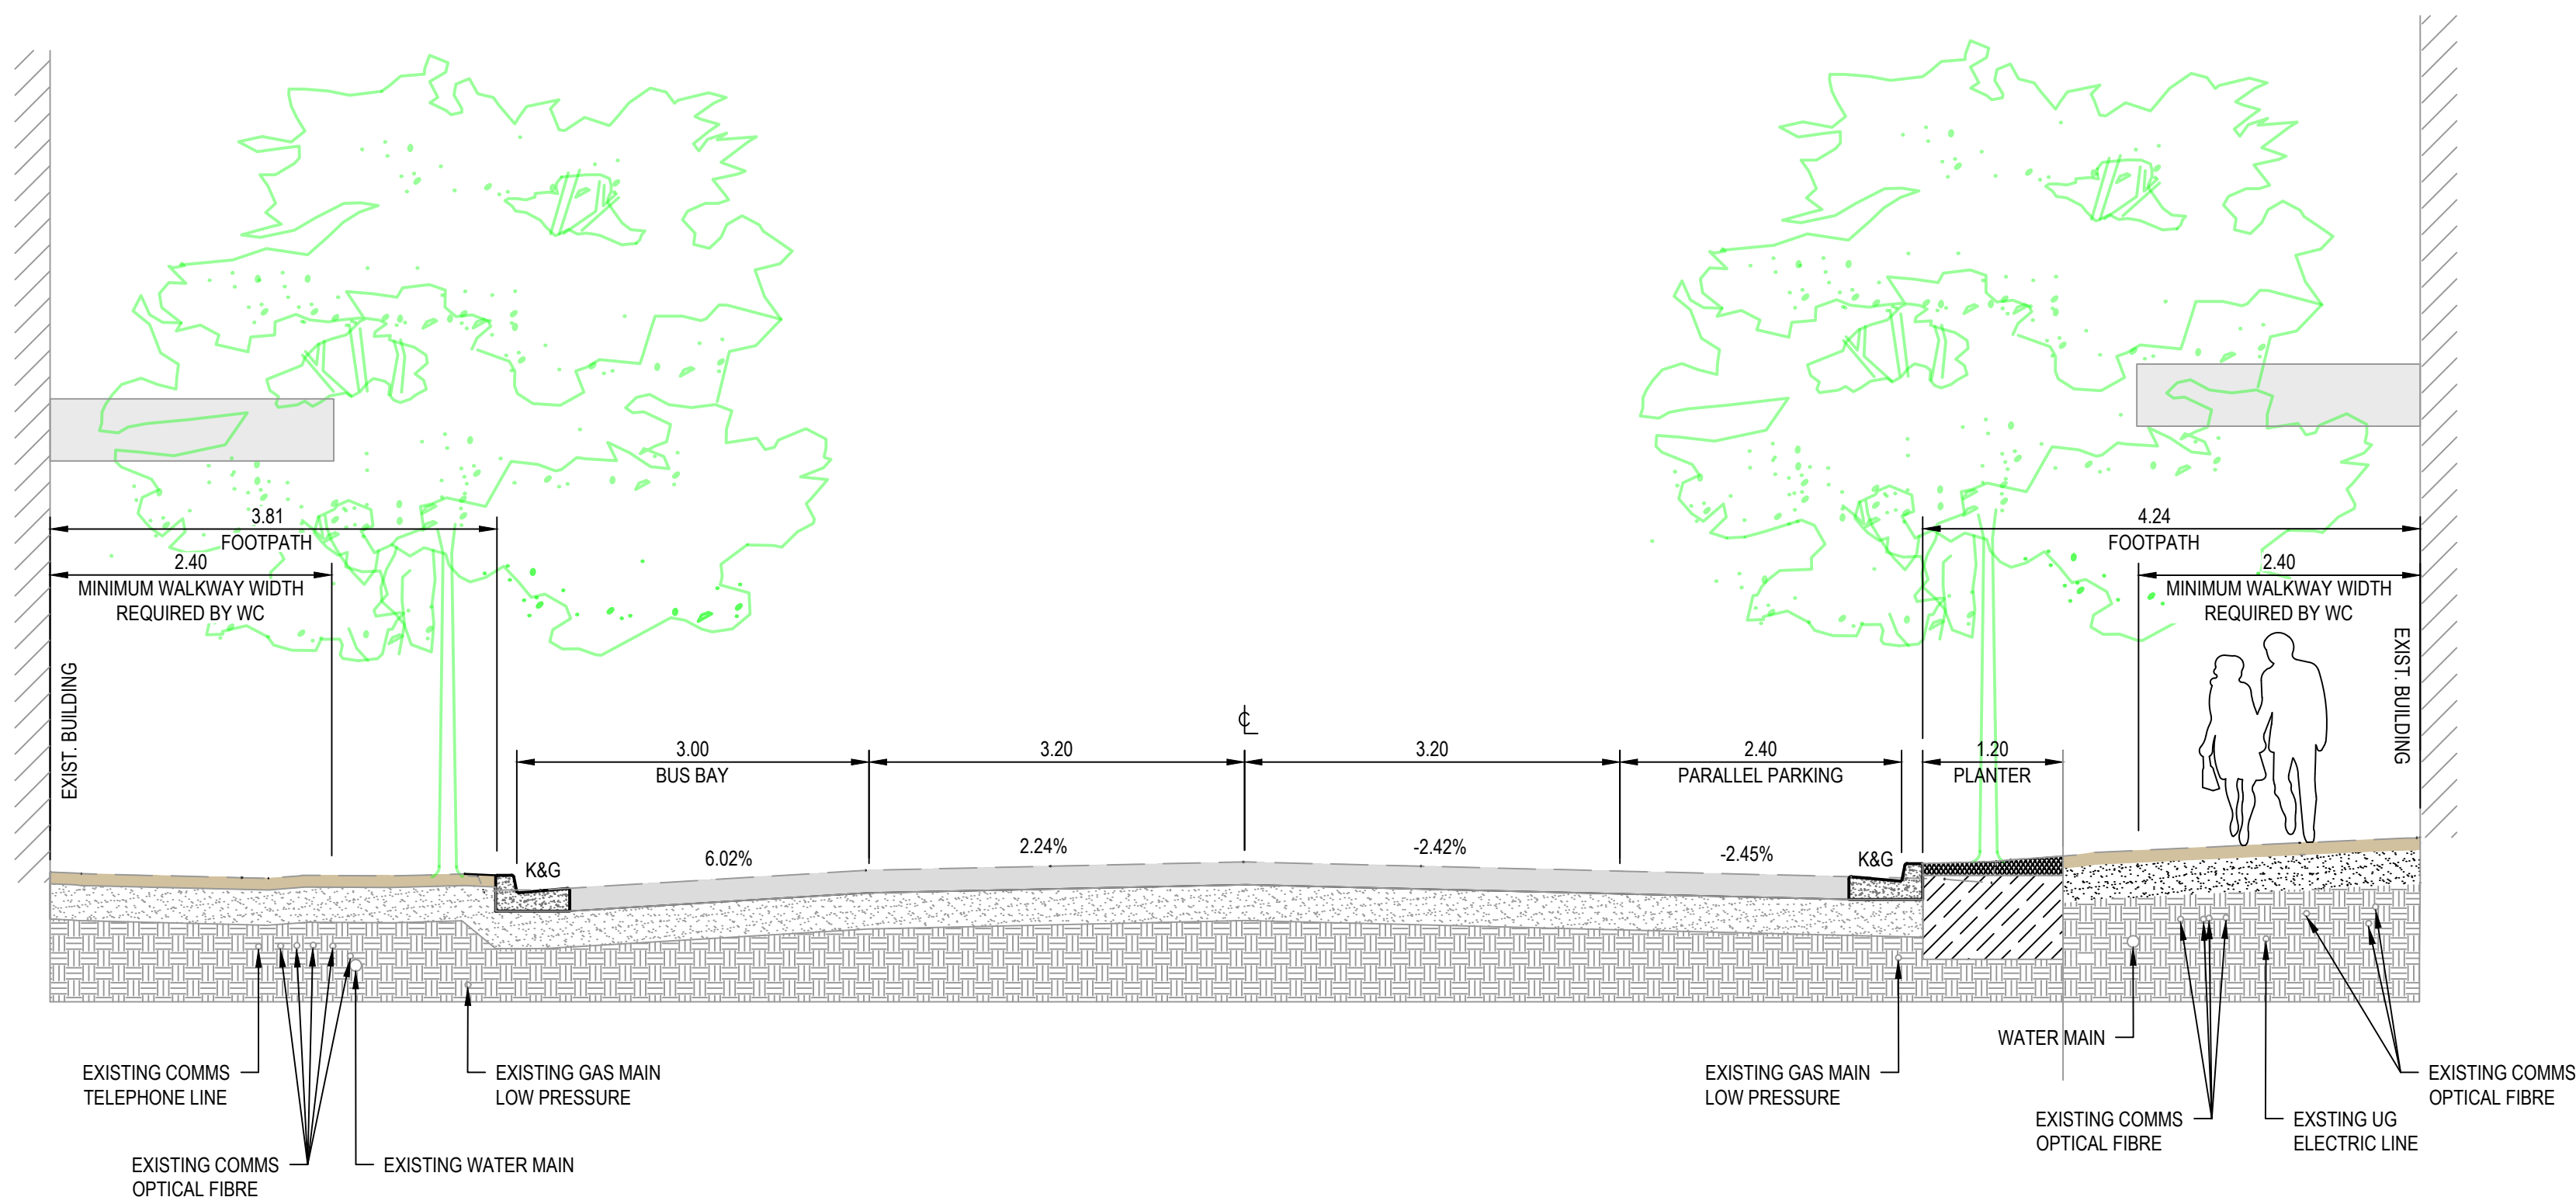 3.81
FOOTPATH
2.40
MINIMUM WALKWAY WIDTH
REQUIRED BY WC
4.24
FOOTPATH
2.40
MINIMUM WALKWAY WIDTH
REQUIRED BY WC
EXIST. BUILDING
EXIST. BUILDING
℄
3.00
BUS BAY
3.20
3.20
2.40
PARALLEL PARKING
1.20
PLANTER
K&G
6.02%
2.24%
-2.42%
-2.45%
K&G
EXISTING COMMS
TELEPHONE LINE
EXISTING GAS MAIN
LOW PRESSURE
EXISTING COMMS
OPTICAL FIBRE
EXISTING WATER MAIN
WATER MAIN
EXISTING GAS MAIN
LOW PRESSURE
EXISTING COMMS
OPTICAL FIBRE
EXSTING UG
ELECTRIC LINE
EXISTING COMMS
OPTICAL FIBRE